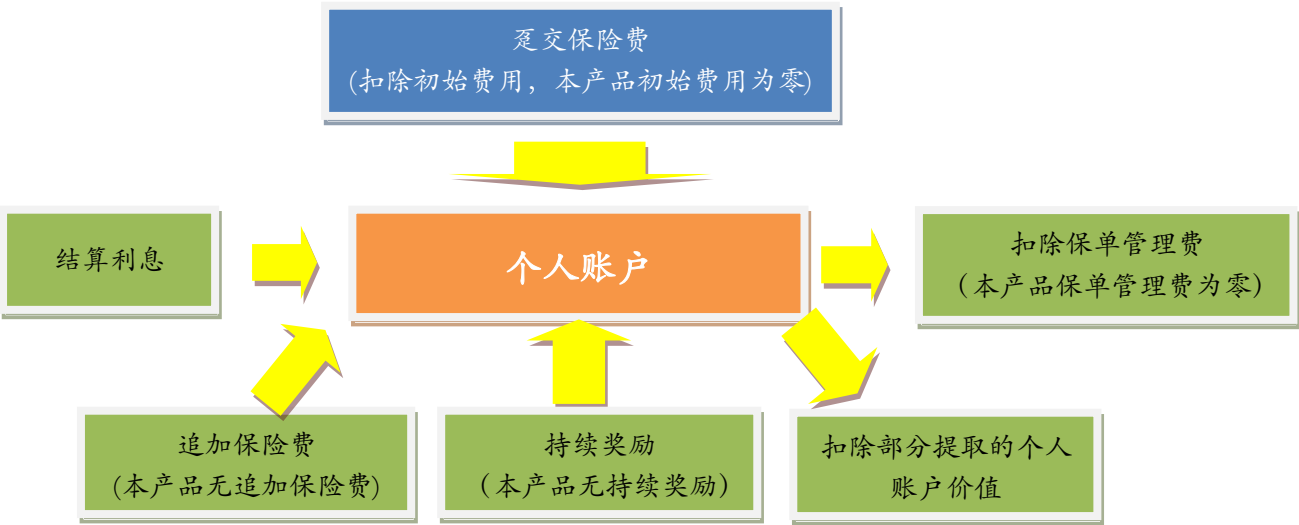 趸交保险费
(扣除初始费用，本产品初始费用为零)
结算利息
个人账户
扣除保单管理费
（本产品保单管理费为零）
追加保险费
(本产品无追加保险费)
持续奖励
（本产品无持续奖励）
扣除部分提取的个人
账户价值